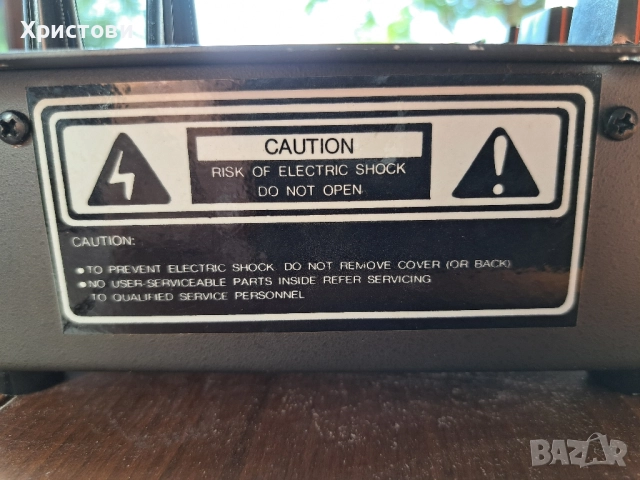 Христови
CAUTION
RISK OF ELECTRIC SHOCK
DO NOT OPEN
CAUTION:
● TO PREVENT ELECTRIC SHOCK DO NOT REMOVE COVER (OR BACK)
● NO USER-SERVICEABLE PARTS INSIDE REFER SERVICING
TO QUALIFIED SERVICE PERSONNEL
BAZAR